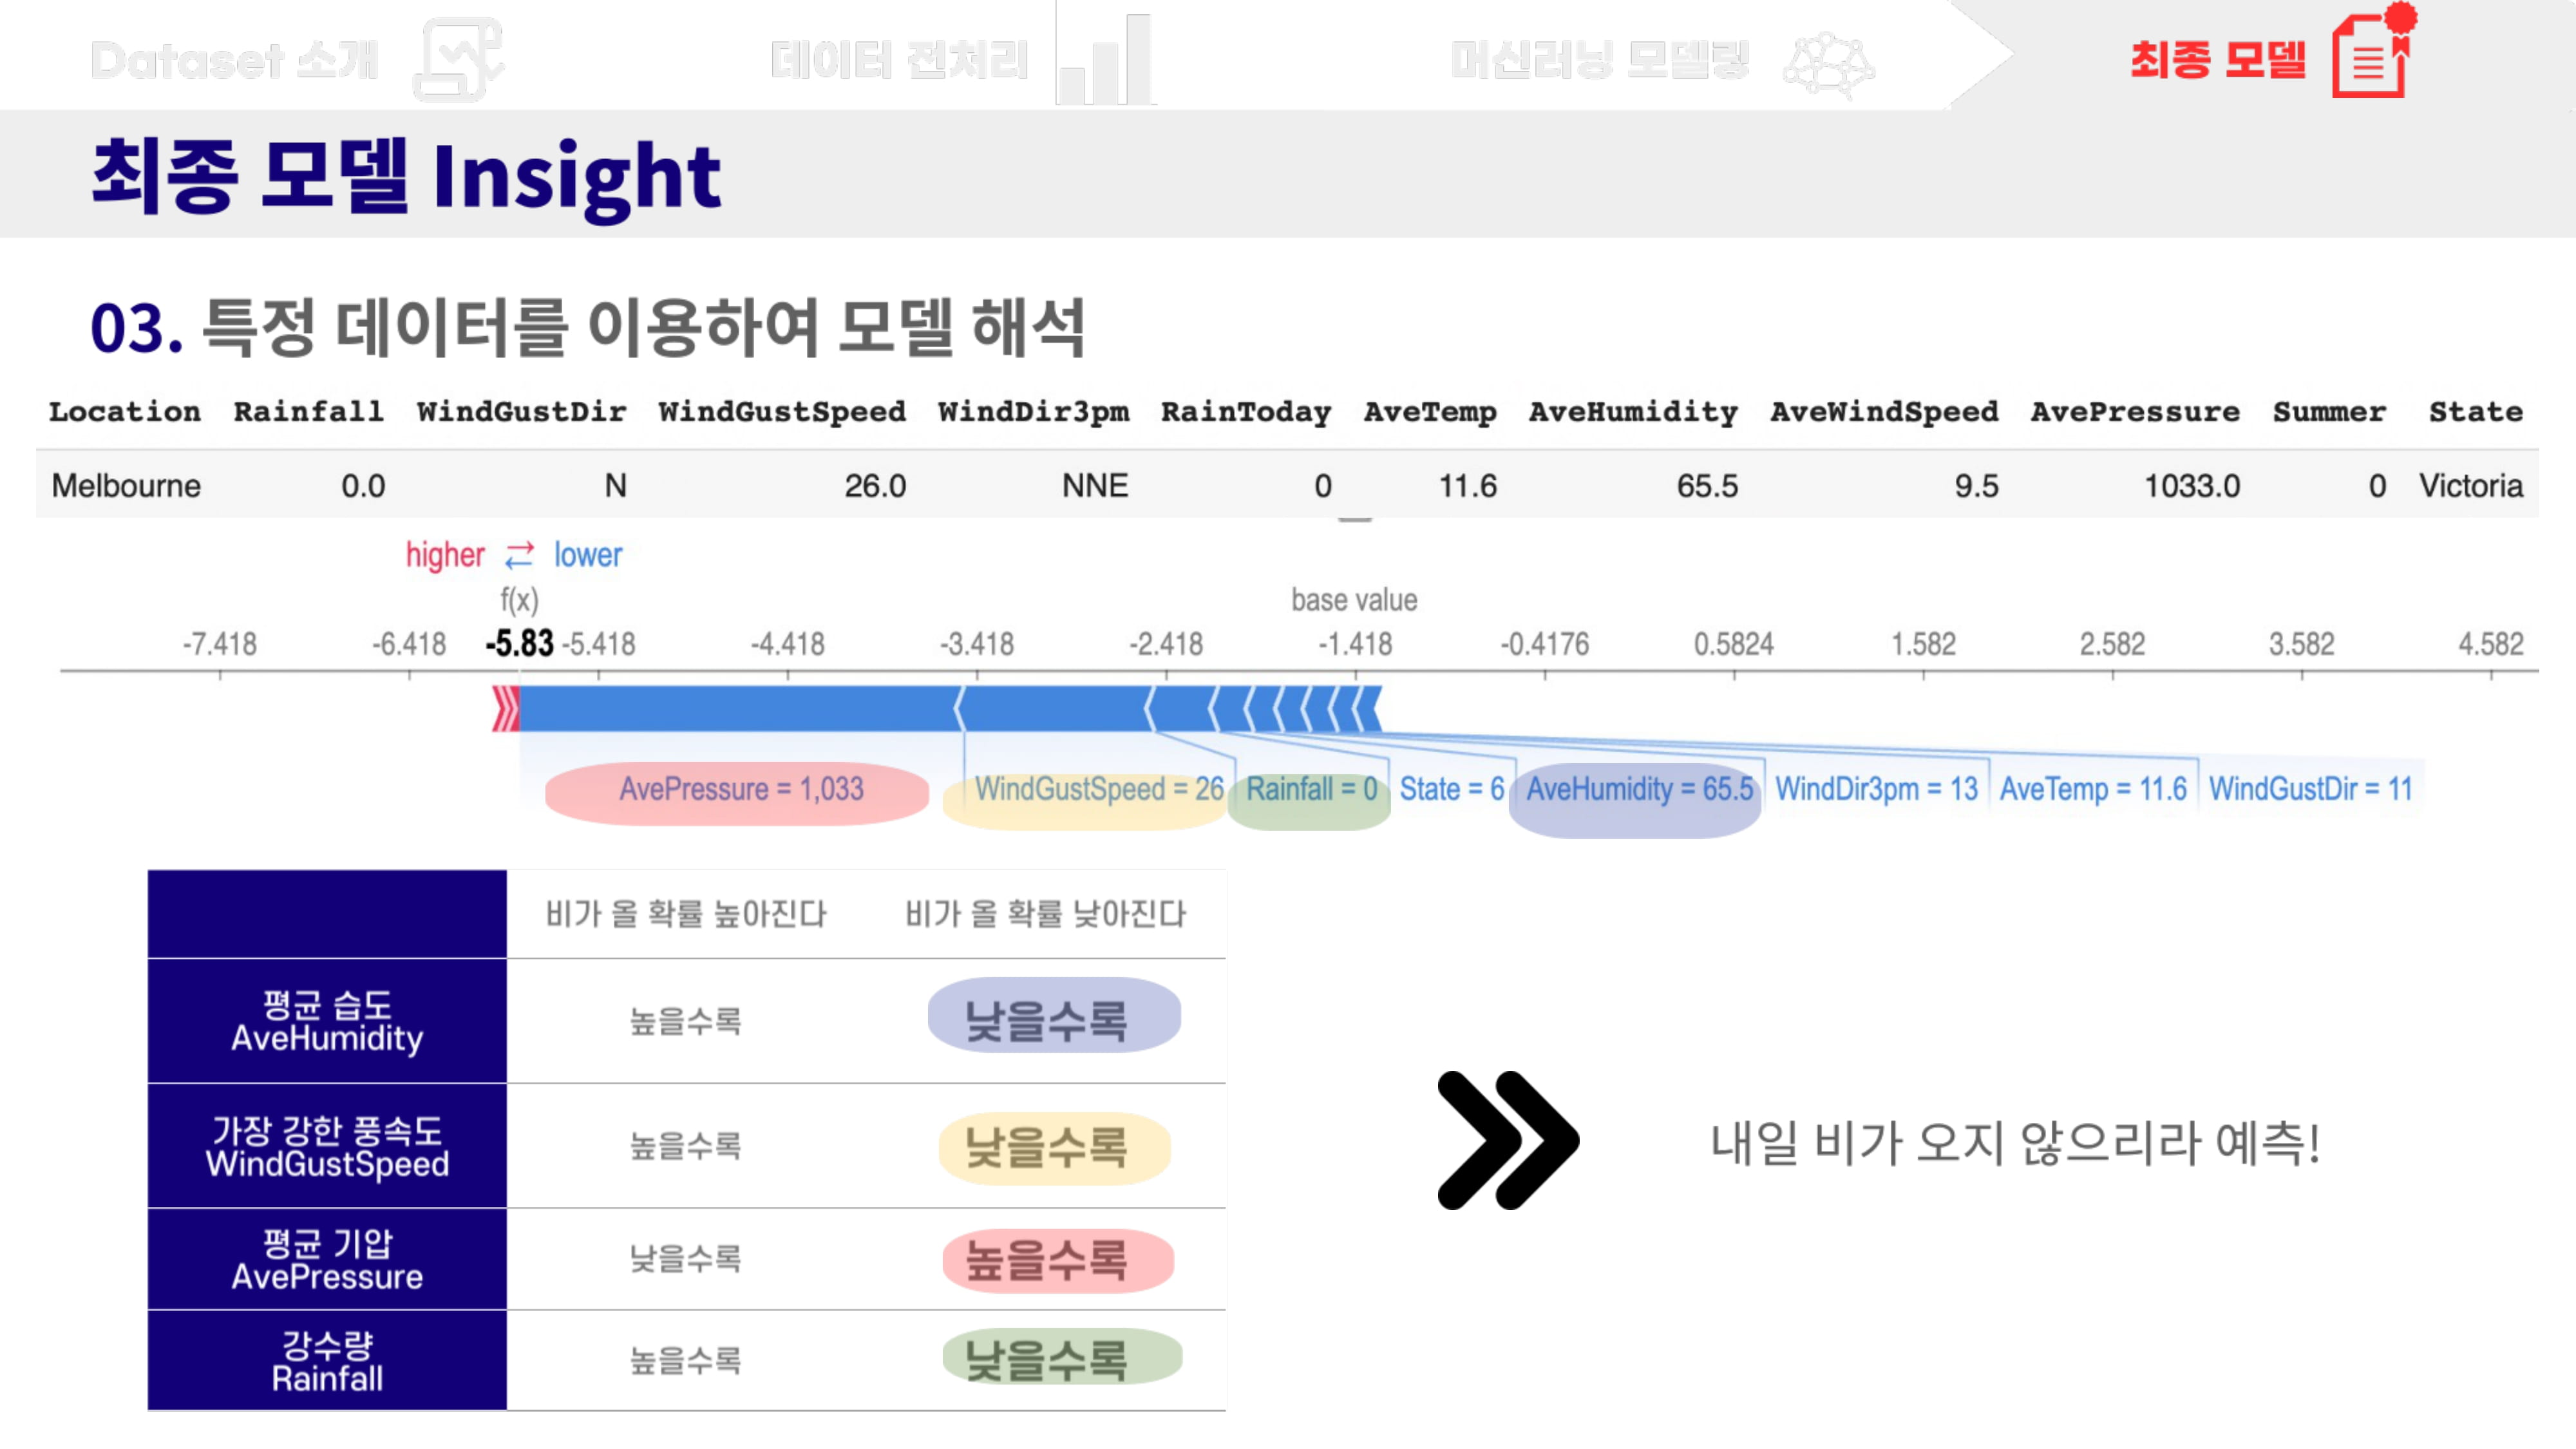 Dataset 소개
데이터 전처리
머신러닝 모델링
최종 모델
최종 모델 Insight
03. 특정 데이터를 이용하여 모델 해석
Location Rainfall WindGustDir WindGustSpeed WindDir3pm RainToday AveTemp AveHumidity AveWindSpeed AvePressure Summer State
Melbourne 0.0 N 26.0 NNE 0 11.6 65.5 9.5 1033.0 0 Victoria
higher ⇄ lower
f(x) base value
-7.418 -6.418 -5.83 -5.418 -4.418 -3.418 -2.418 -1.418 -0.4176 0.5824 1.582 2.582 3.582 4.582
AvePressure = 1,033 WindGustSpeed = 26 Rainfall = 0 State = 6 AveHumidity = 65.5 WindDir3pm = 13 AveTemp = 11.6 WindGustDir = 11
비가 올 확률 높아진다 비가 올 확률 낮아진다
평균 습도
AveHumidity
높을수록 낮을수록
가장 강한 풍속도
WindGustSpeed
높을수록 낮을수록
평균 기압
AvePressure
낮을수록 높을수록
강수량
Rainfall
높을수록 낮을수록
내일 비가 오지 않으리라 예측!